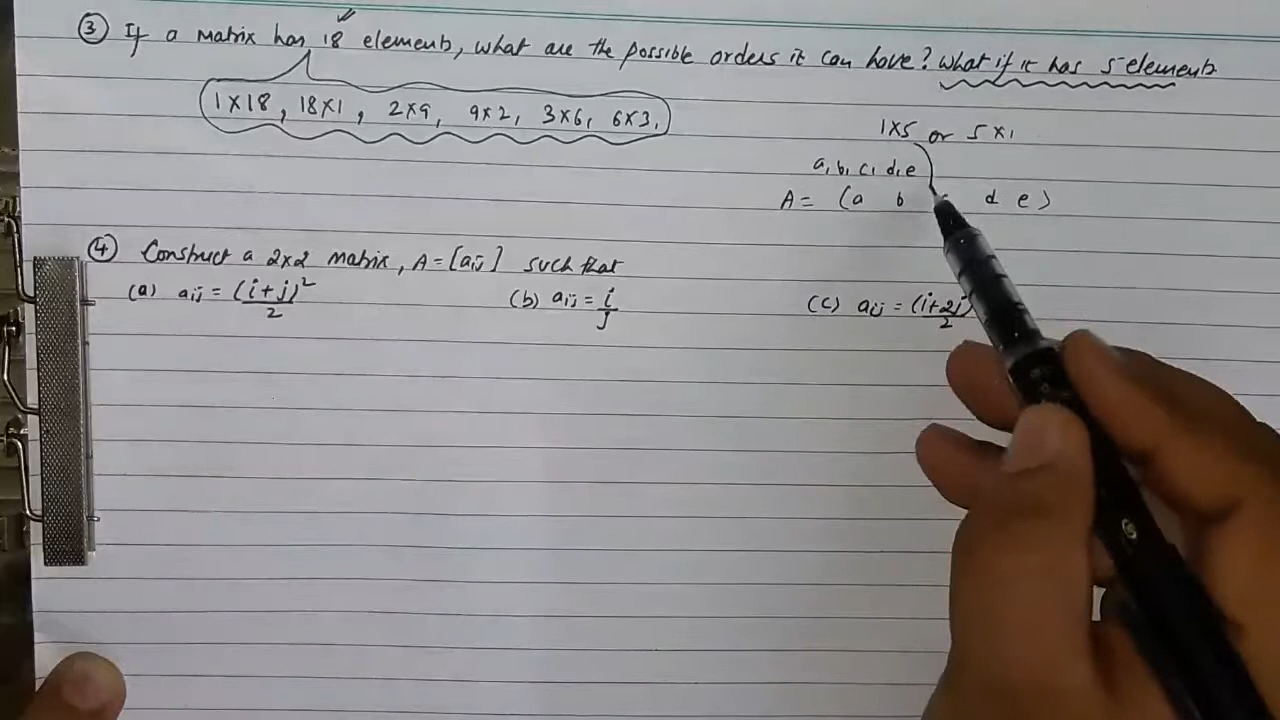 ③ If a matrix has 18 elements, what are the possible orders it can have? What if it has 5 elements
1×18, 18×1, 2×9, 9×2, 3×6, 6×3,
1×5 or 5×1
a, b, c, d, e
A = (a b d e)
④ Construct a 2×2 matrix, A = [aij] such that
(a) aij = (i+j)²/2 (b) aij = i/j (c) aij = (i+2j)/2